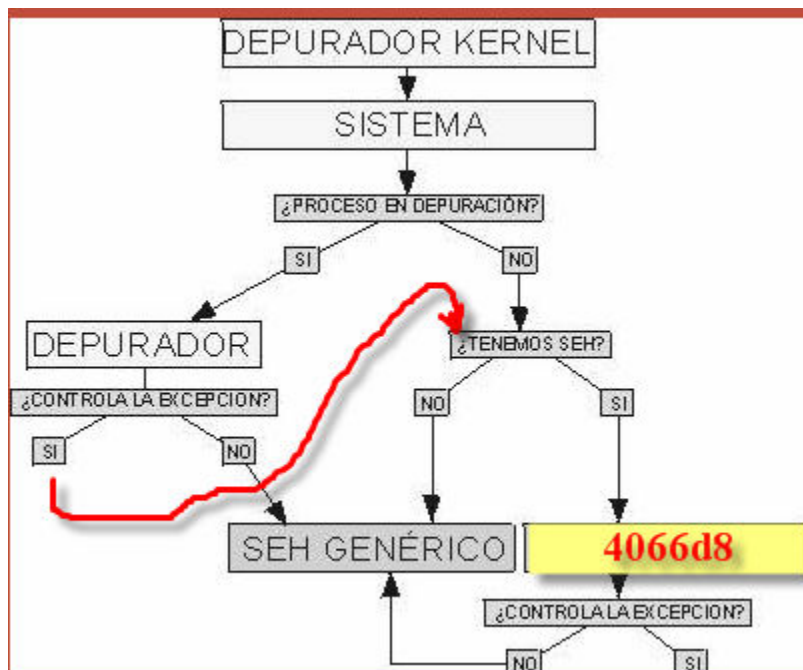 DEPURADOR KERNEL
SISTEMA
¿PROCESO EN DEPURACIÓN?
SI
NO
DEPURADOR
¿TENEMOS SEH?
¿CONTROLA LA EXCEPCION?
NO
SI
SI
NO
SEH GENÉRICO
4066d8
¿CONTROLA LA EXCEPCION?
NO
SI